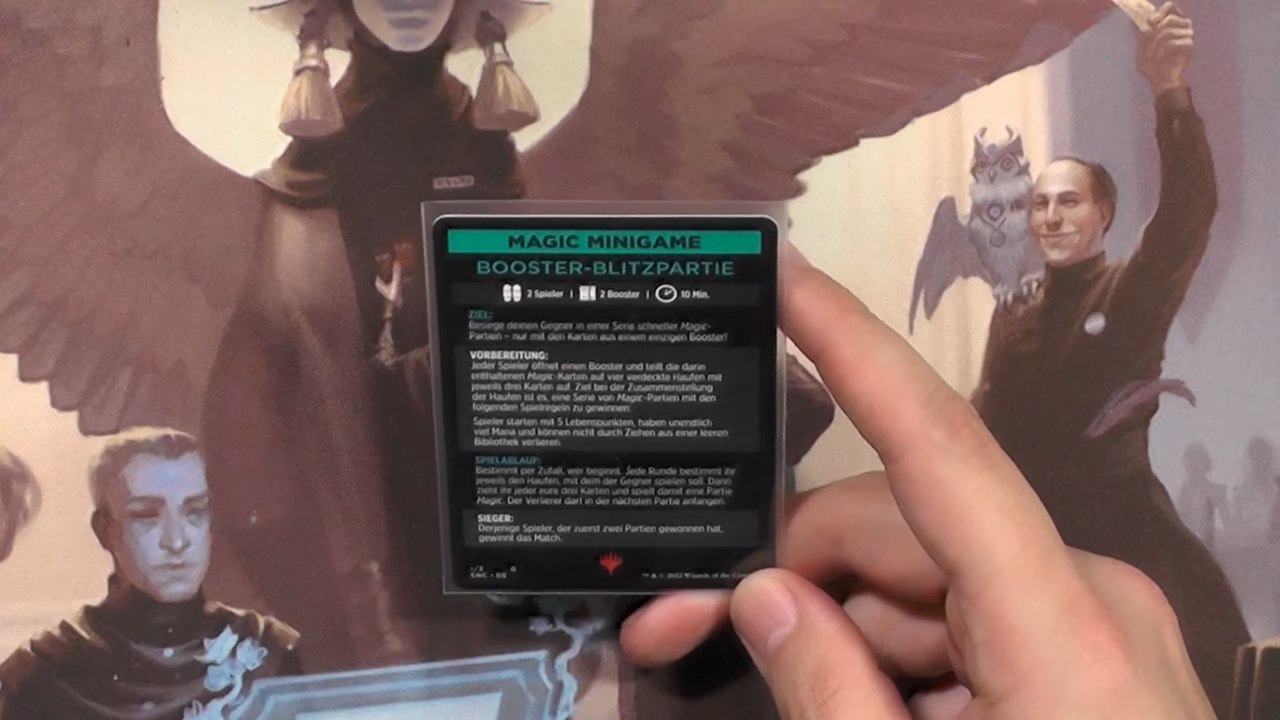 MAGIC MINIGAME
BOOSTER-BLITZPARTIE
2 Spieler | 2 Booster | 10 Min.
ZIEL:
Besiege deinen Gegner in einer Serie schneller Magic-
Partien – nur mit den Karten aus einem einzigen Booster!
VORBEREITUNG:
Jeder Spieler öffnet einen Booster und teilt die darin
enthaltenen Magic-Karten auf vier verdeckte Haufen mit
jeweils drei Karten auf. Ziel bei der Zusammenstellung
der Haufen ist es, eine Serie von Magic-Partien mit den
folgenden Spielregeln zu gewinnen.
Spieler starten mit 5 Lebenspunkten, haben unendlich
viel Mana und können nicht durch Ziehen aus einer leeren
Bibliothek verlieren.
SPIELABLAUF:
Bestimmt per Zufall, wer beginnt. Jede Runde bestimmt ihr
jeweils den Haufen, mit dem der Gegner spielen soll. Dann
zieht ihr jeder eure drei Karten und spielt damit eine Partie
Magic. Der Verlierer darf in der nächsten Partie anfangen.
SIEGER:
Derjenige Spieler, der zuerst zwei Partien gewonnen hat,
gewinnt das Match.
SNC • DE
™ & © 2022 Wizards of the